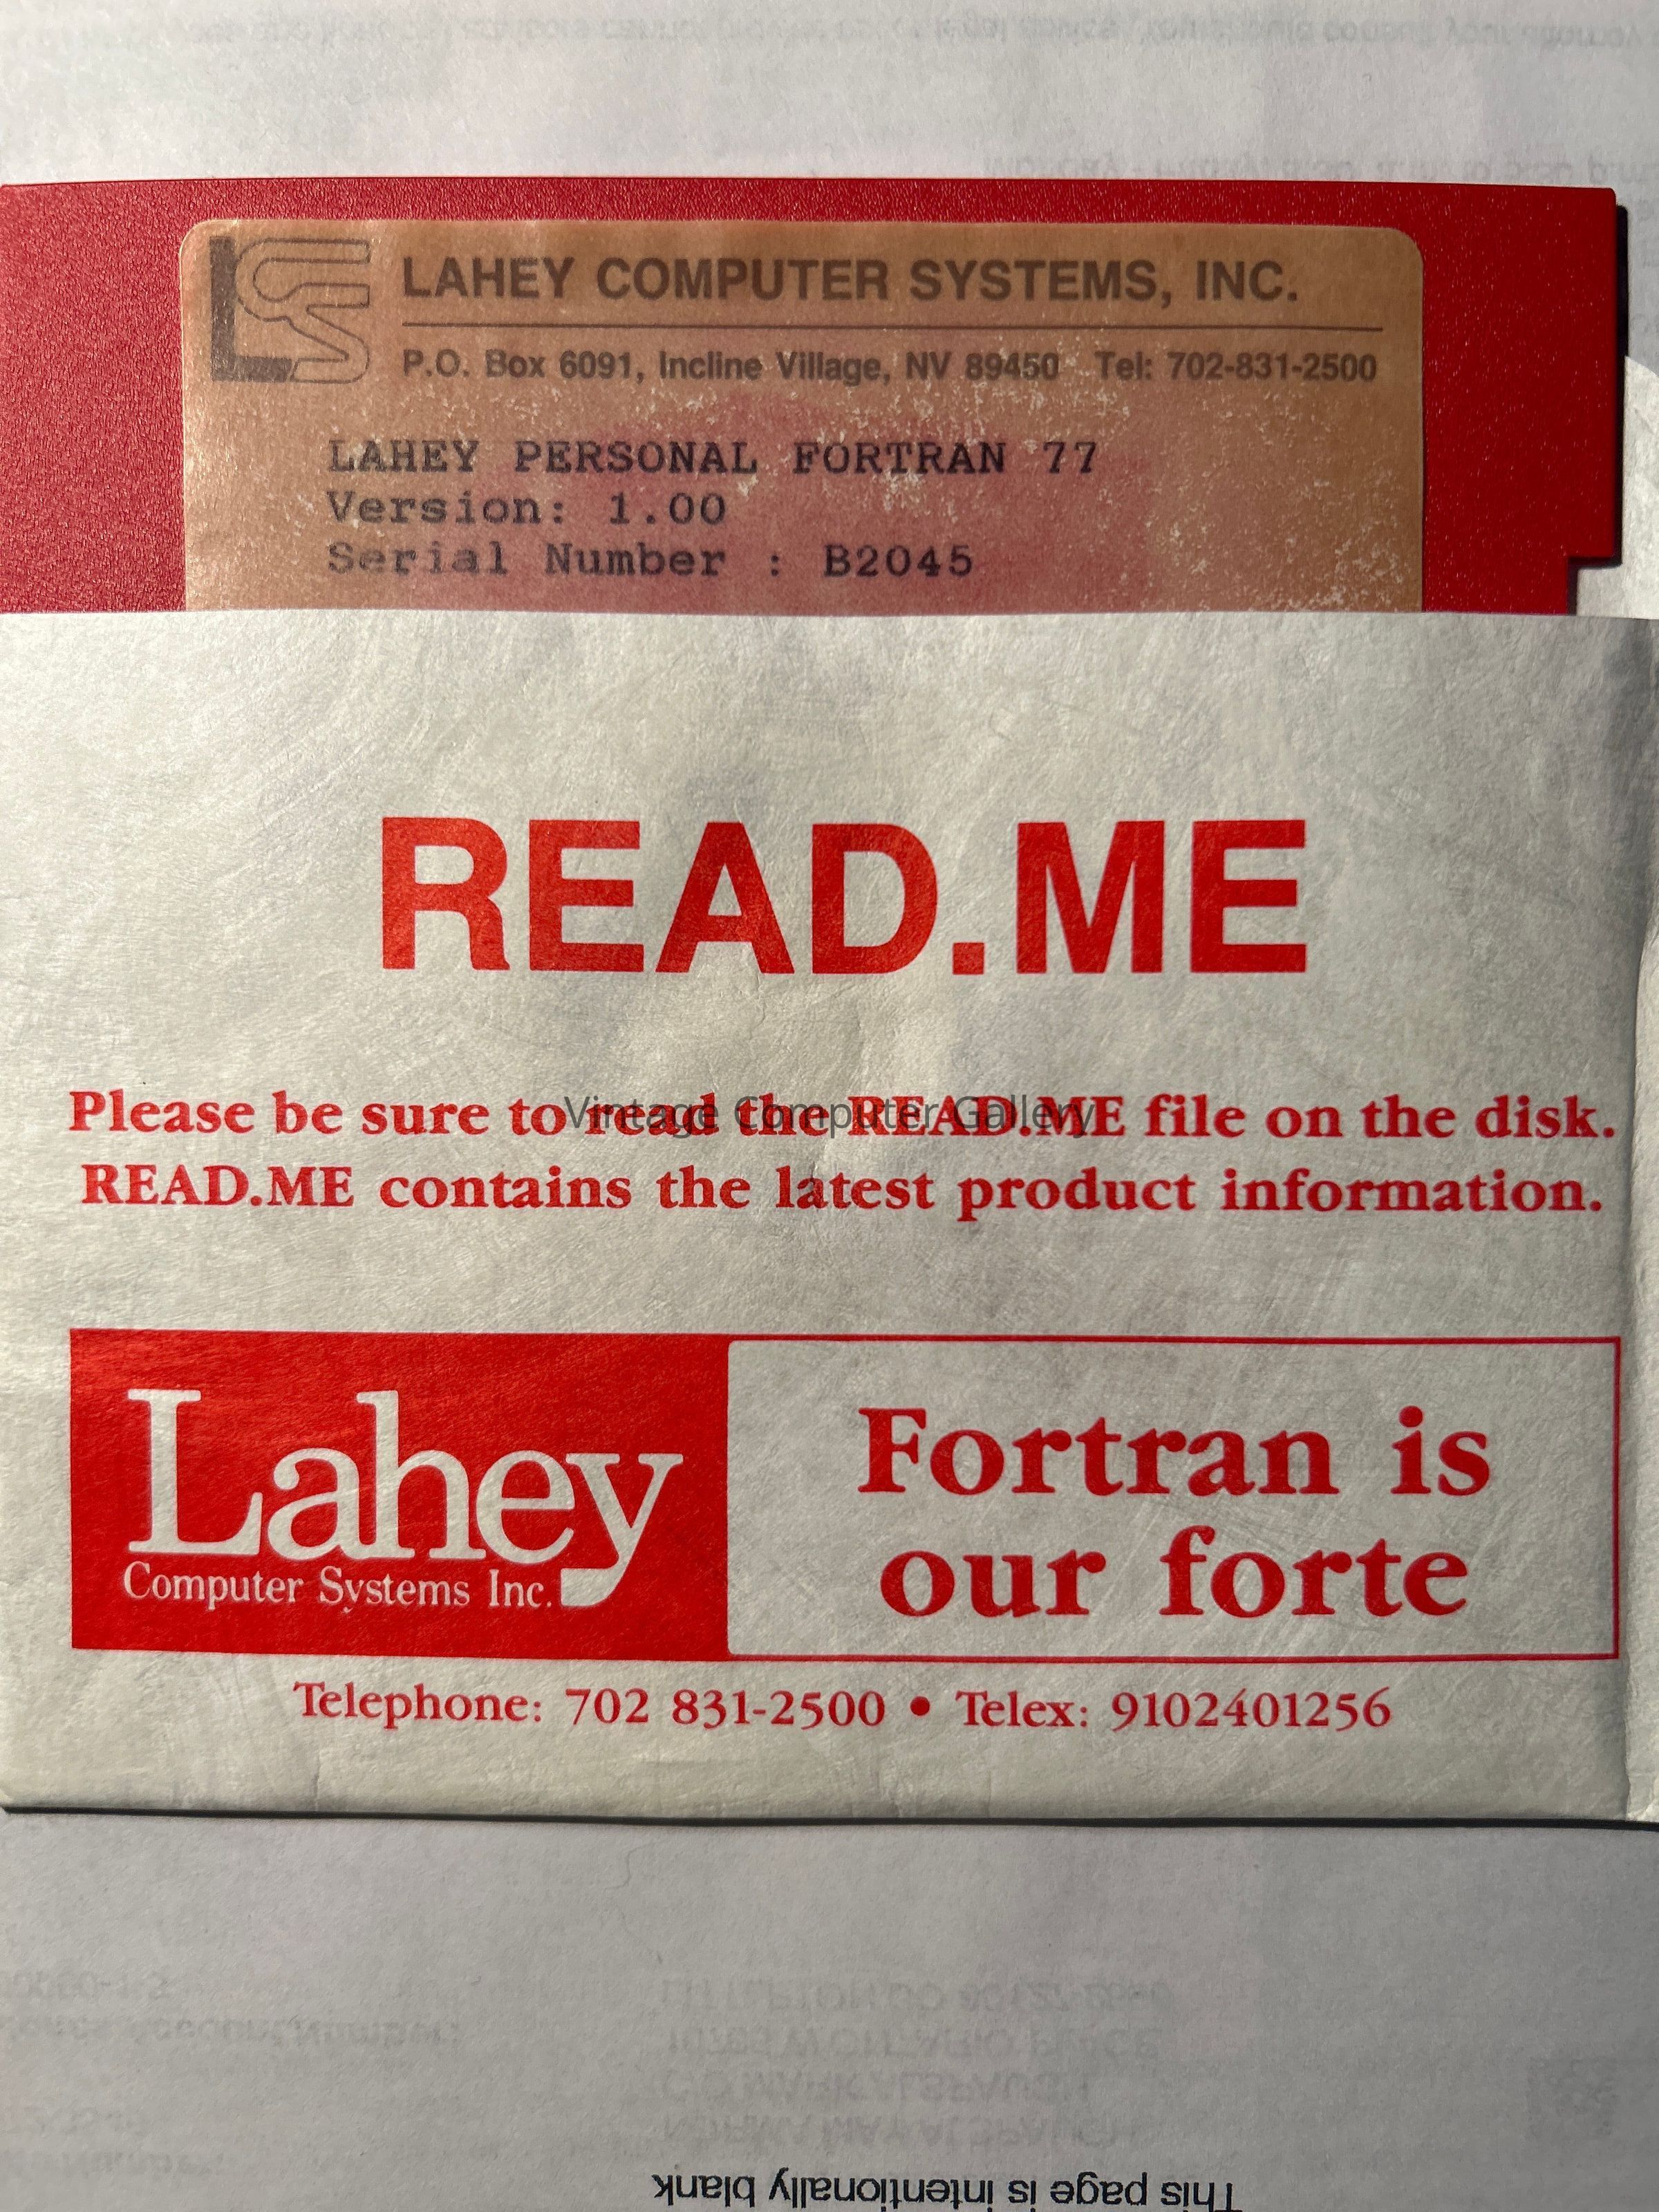 LAHEY COMPUTER SYSTEMS, INC.
P.O. Box 6091, Incline Village, NV 89450 Tel: 702-831-2500
LAHEY PERSONAL FORTRAN 77
Version: 1.00
Serial Number : B2045
READ.ME
Please be sure to read the READ.ME file on the disk.
Vintage Computer Gallery
READ.ME contains the latest product information.
Lahey
Computer Systems Inc.
Fortran is
our forte
Telephone: 702 831-2500 • Telex: 9102401256
This page is intentionally blank